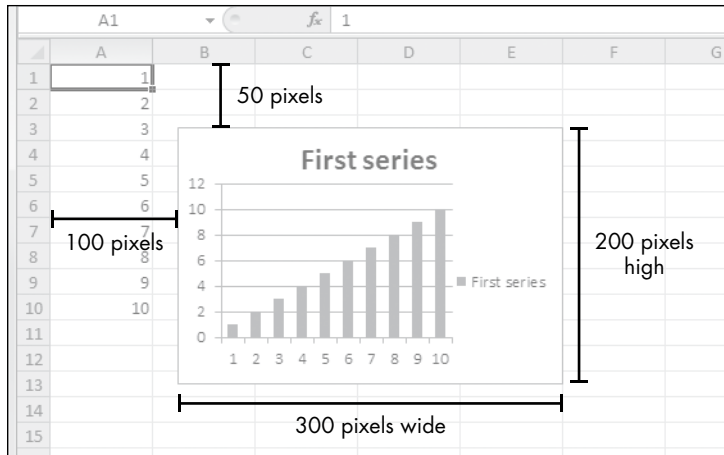 A1 fx 1
A B C D E F G
1 1
2 2
50 pixels
3 3
4 4
First series
5 5
12
6 6
10
7 7
100 pixels
8
8 8
6
200 pixels
high
9 9
4
First series
10 10
2
11
0
12
1 2 3 4 5 6 7 8 9 10
13
14
300 pixels wide
15